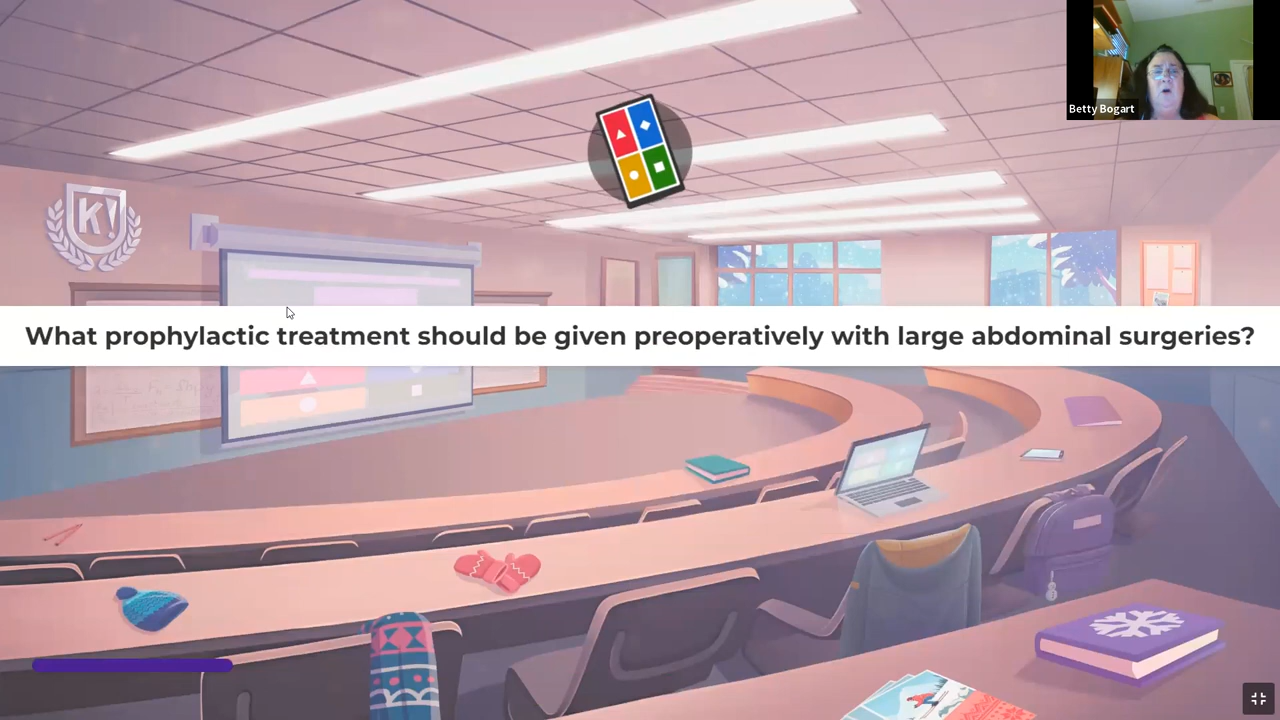 Betty Bogart
K!
What prophylactic treatment should be given preoperatively with large abdominal surgeries?